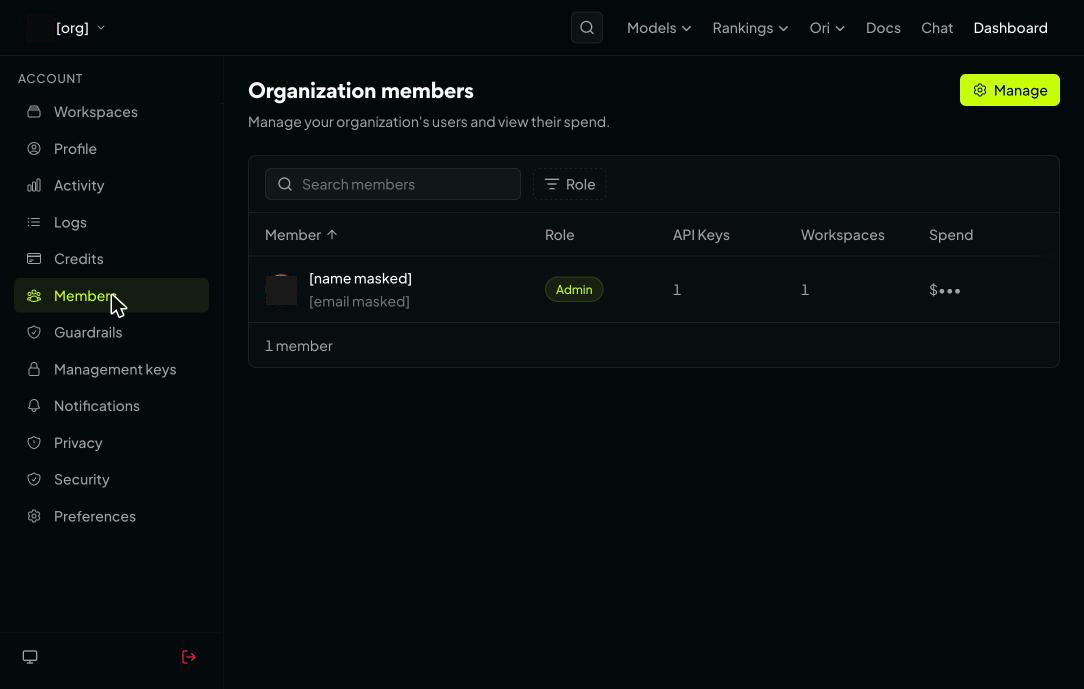 [org]
Models
Rankings
Ori
Docs
Chat
Dashboard
ACCOUNT
Workspaces
Profile
Activity
Logs
Credits
Members
Guardrails
Management keys
Notifications
Privacy
Security
Preferences
Organization members
Manage
Manage your organization's users and view their spend.
Search members
Role
Member ↑ Role API Keys Workspaces Spend
[name masked]
[email masked]
Admin 1 1 $•••
1 member